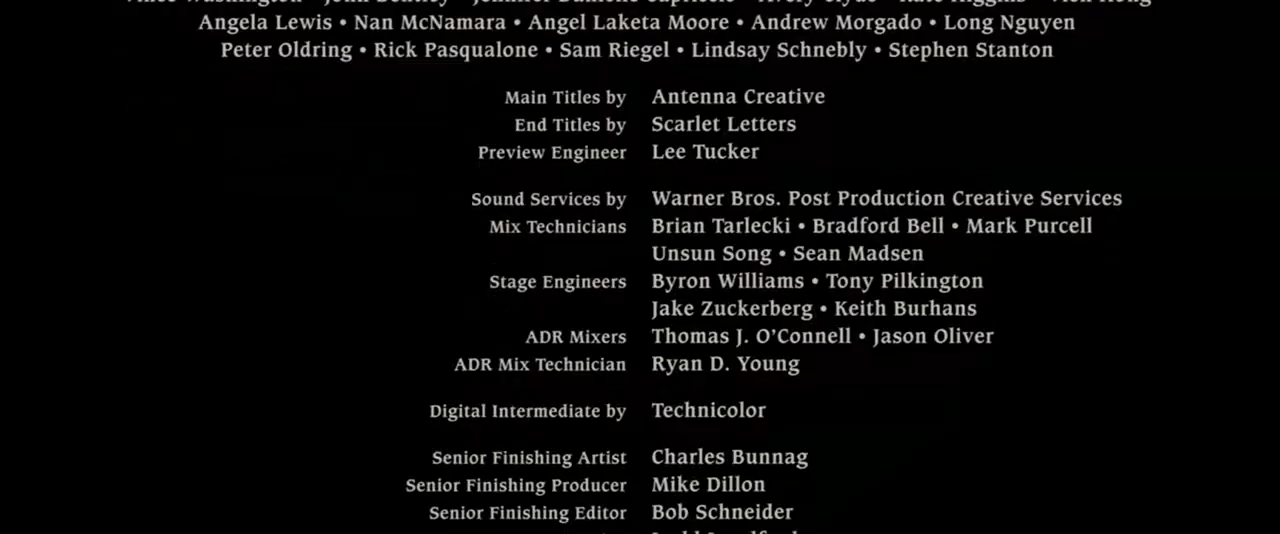 Angela Lewis • Nan McNamara • Angel Laketa Moore • Andrew Morgado • Long Nguyen
Peter Oldring • Rick Pasqualone • Sam Riegel • Lindsay Schnebly • Stephen Stanton
Main Titles by Antenna Creative
End Titles by Scarlet Letters
Preview Engineer Lee Tucker
Sound Services by Warner Bros. Post Production Creative Services
Mix Technicians Brian Tarlecki • Bradford Bell • Mark Purcell
Unsun Song • Sean Madsen
Stage Engineers Byron Williams • Tony Pilkington
Jake Zuckerberg • Keith Burhans
ADR Mixers Thomas J. O'Connell • Jason Oliver
ADR Mix Technician Ryan D. Young
Digital Intermediate by Technicolor
Senior Finishing Artist Charles Bunnag
Senior Finishing Producer Mike Dillon
Senior Finishing Editor Bob Schneider